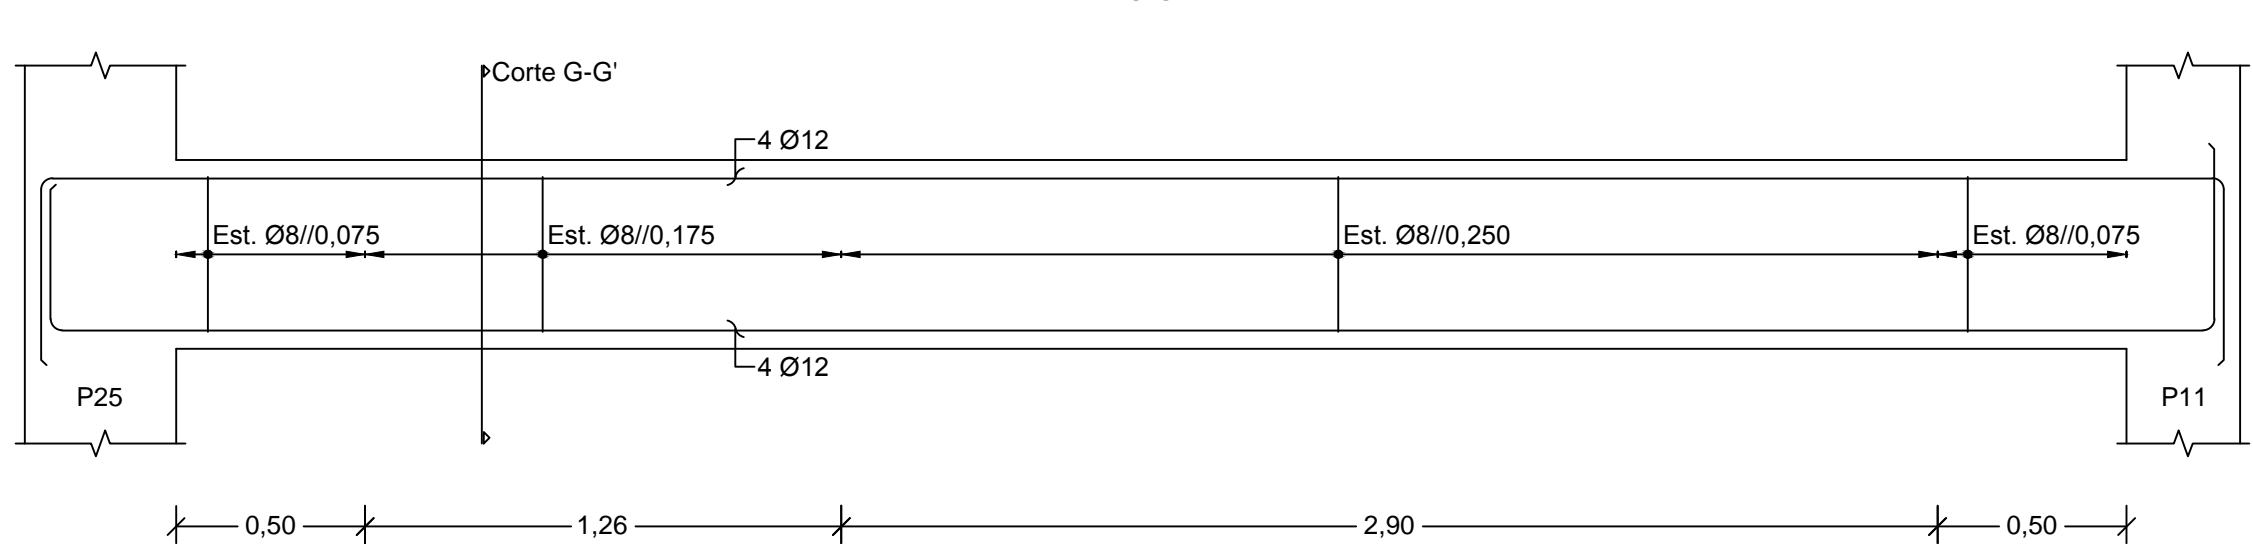 Corte G-G'
4 Ø12
Est. Ø8//0,075
Est. Ø8//0,175
Est. Ø8//0,250
Est. Ø8//0,075
4 Ø12
P25
P11
0,50
1,26
2,90
0,50